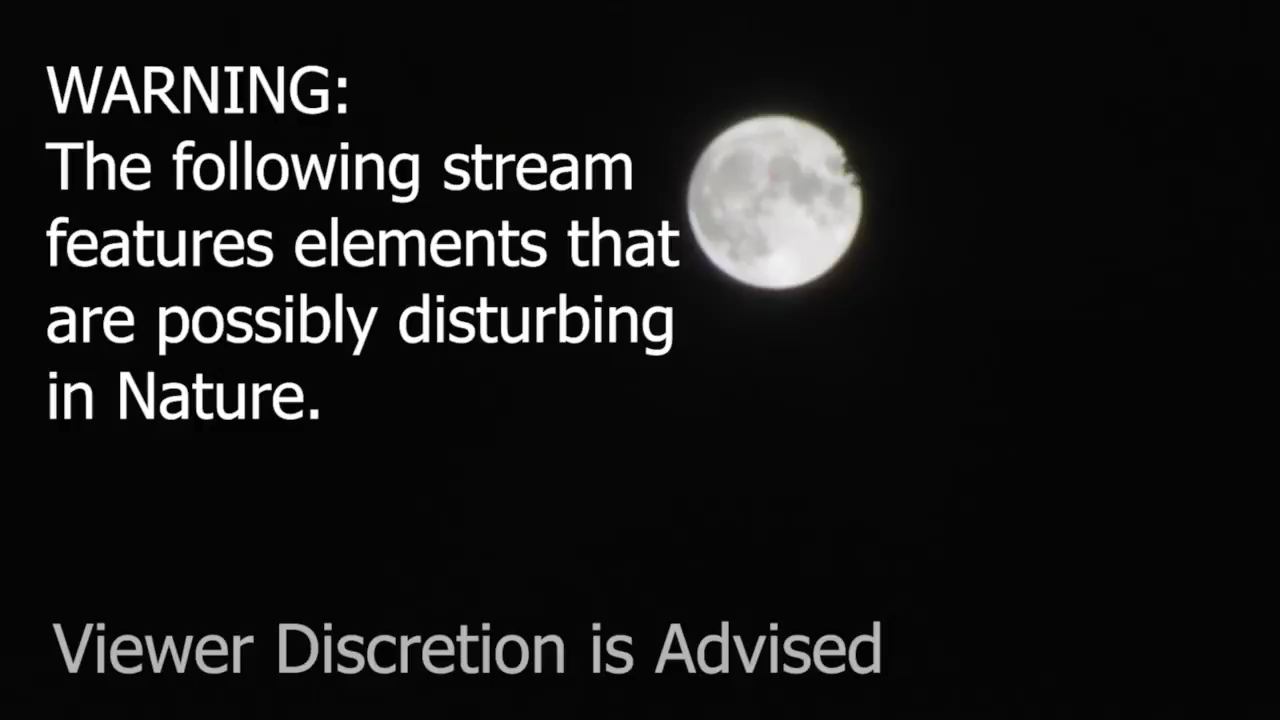 WARNING:
The following stream
features elements that
are possibly disturbing
in Nature.
Viewer Discretion is Advised